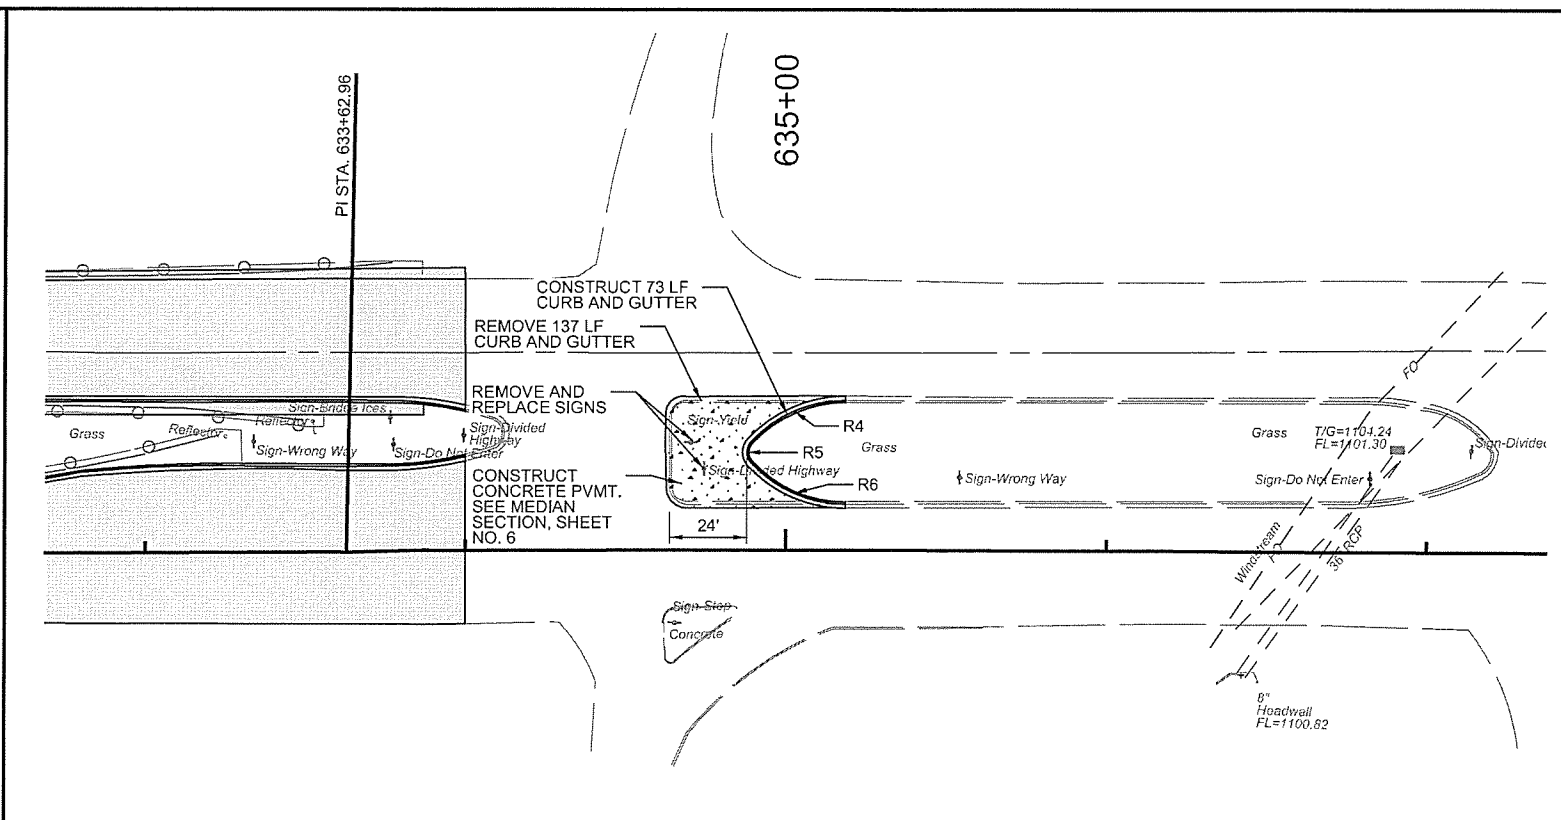 PI STA. 633+62.96
635+00
CONSTRUCT 73 LF
CURB AND GUTTER
REMOVE 137 LF
CURB AND GUTTER
REMOVE AND
REPLACE SIGNS
CONSTRUCT
CONCRETE PVMT.
SEE MEDIAN
SECTION, SHEET
NO. 6
24'
R4
R5
R6
Grass
Reflector
Sign-Bridge Ices
Reflector
Sign-Wrong Way
Sign-Do Not Enter
Sign-Divided
Highway
Sign-Yield
Sign-Divided Highway
Grass
Sign-Wrong Way
Grass
T/G=1104.24
FL=1101.30
Sign-Do Not Enter
Sign-Divided
FO
Windstream
FO
36" RCP
Sign-Stop
Concrete
8"
Headwall
FL=1100.82